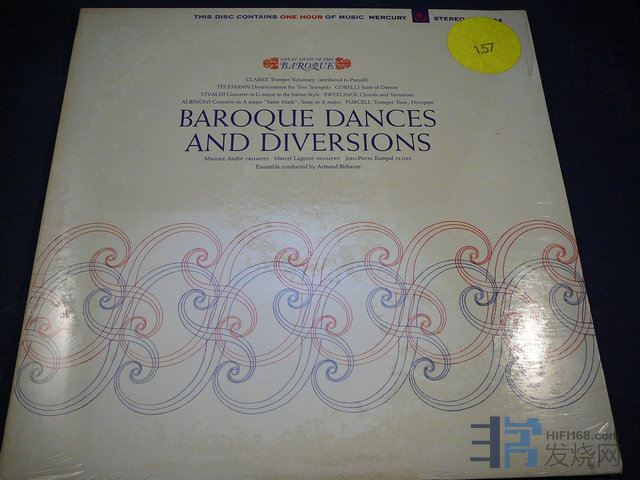 THIS DISC CONTAINS ONE HOUR OF MUSIC MERCURY STEREO
157
GREAT MUSIC OF THE
BAROQUE
CLARKE Trumpet Voluntary (attributed to Purcell)
TELEMANN Divertissement for Two Trumpets CORELLI Suite of Dances
VIVALDI Concerto in G major in the Italian Style SWEELINCK Chorale and Variations
ALBINONI Concerto in A major "Saint Mark"; Suite in A major PURCELL Trumpet Tune; Hornpipe
BAROQUE DANCES
AND DIVERSIONS
Maurice André TRUMPET Marcel Lagorce TRUMPET Jean-Pierre Rampal FLUTE
Ensemble conducted by Armand Birbaum
HIFI168.com
发烧网